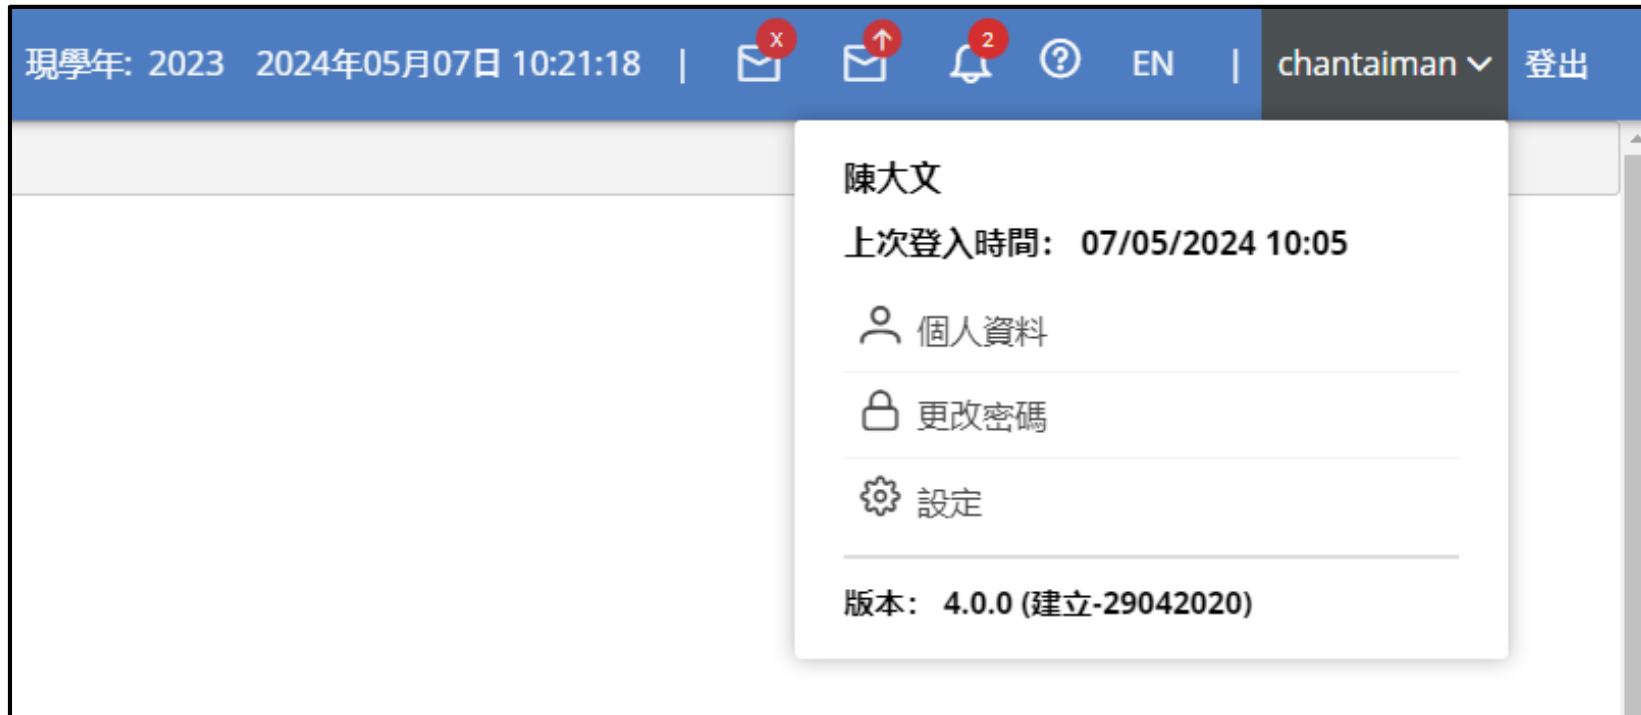 現學年: 2023 2024年05月07日 10:21:18 | X 2 EN | chantaiman 登出
陳大文
上次登入時間： 07/05/2024 10:05
個人資料
更改密碼
設定
版本： 4.0.0 (建立-29042020)